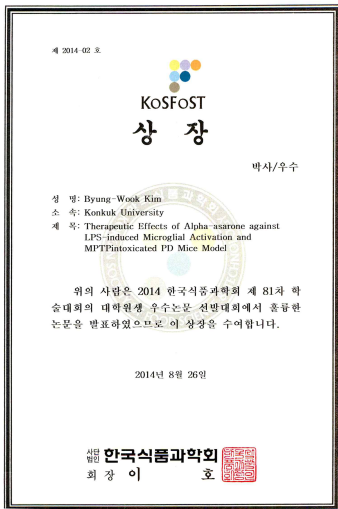 제 2014-02 호
KoSFoST
상 장
박사/우수
성 명: Byung-Wook Kim
소 속: Konkuk University
제 목: Therapeutic Effects of Alpha-asarone against
LPS-induced Microglial Activation and
MPTPintoxicated PD Mice Model
위의 사람은 2014 한국식품과학회 제 81차 학
술대회의 대학원생 우수논문 선발대회에서 훌륭한
논문을 발표하였으므로 이 상장을 수여합니다.
2014년 8월 26일
사단법인 한국식품과학회
회 장 이 호